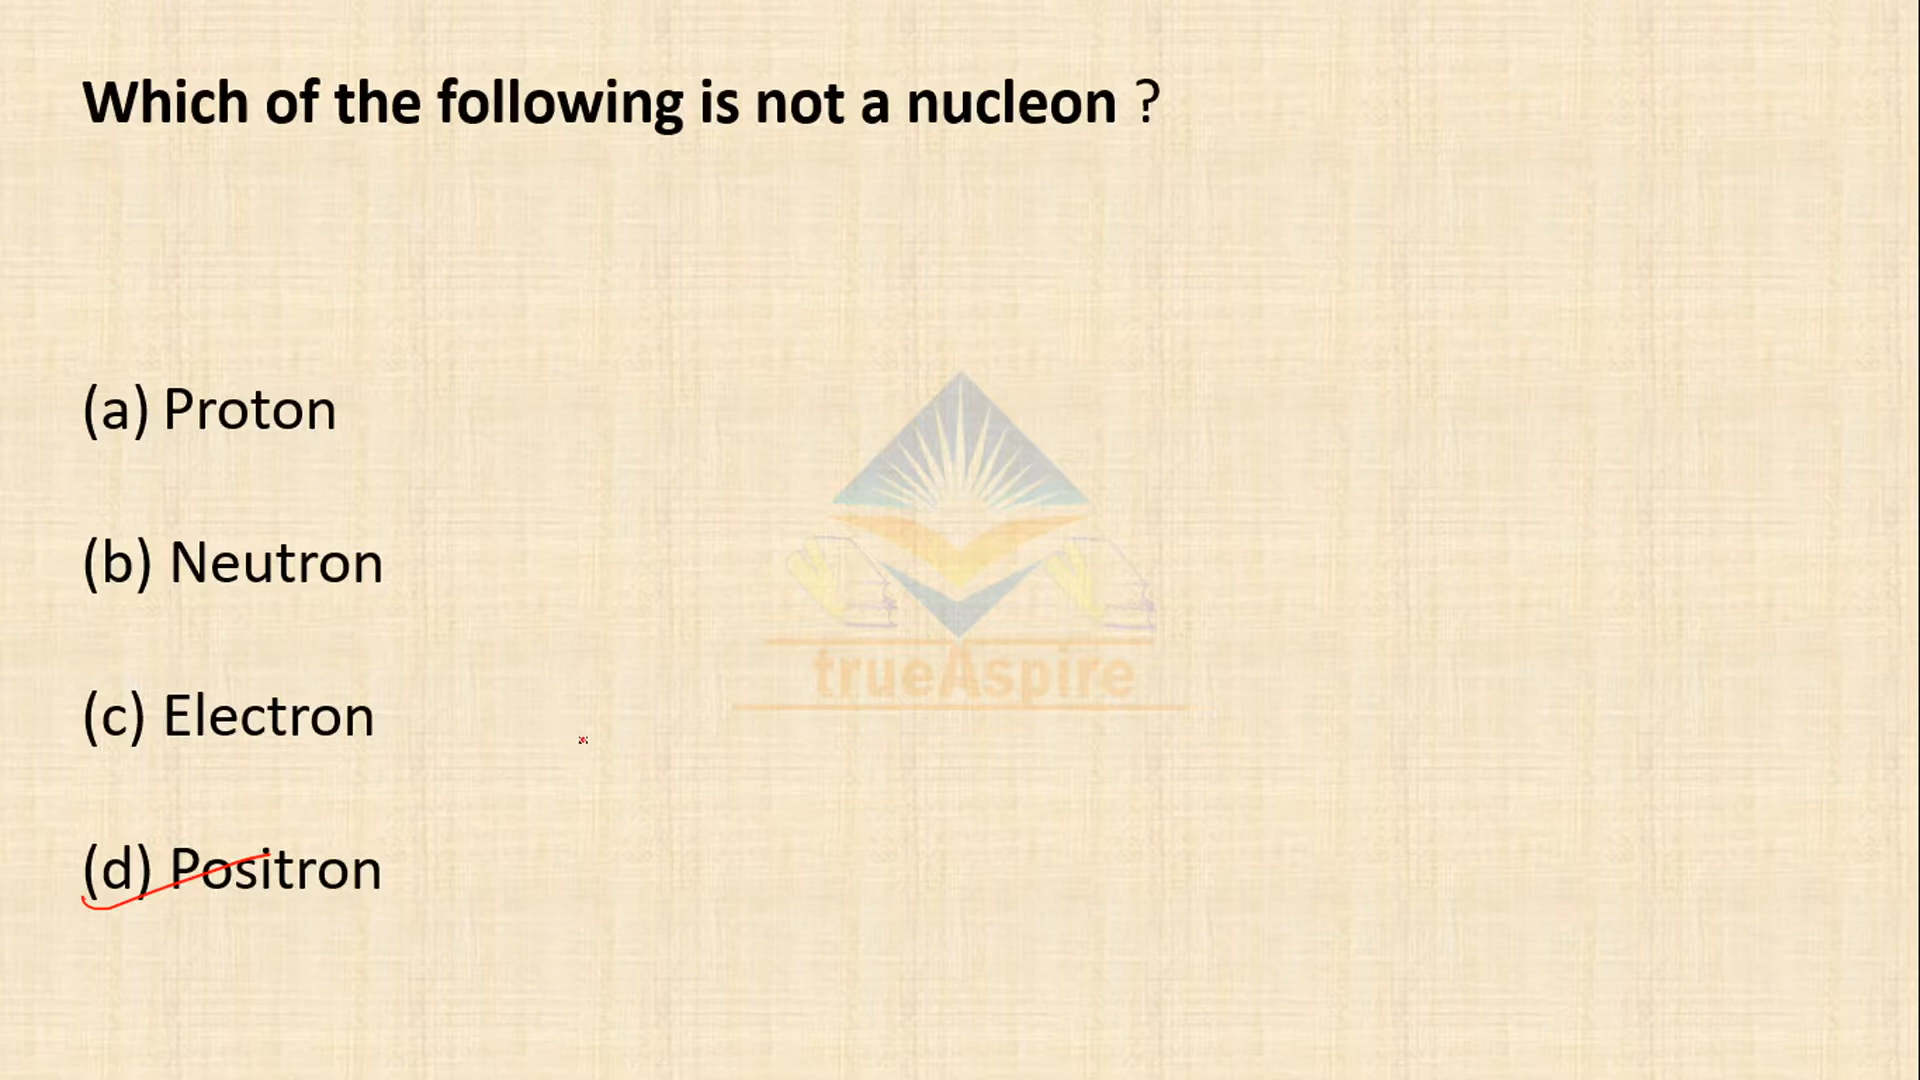 Which of the following is not a nucleon ?
(a) Proton
(b) Neutron
trueAspire
(c) Electron
(d) Positron